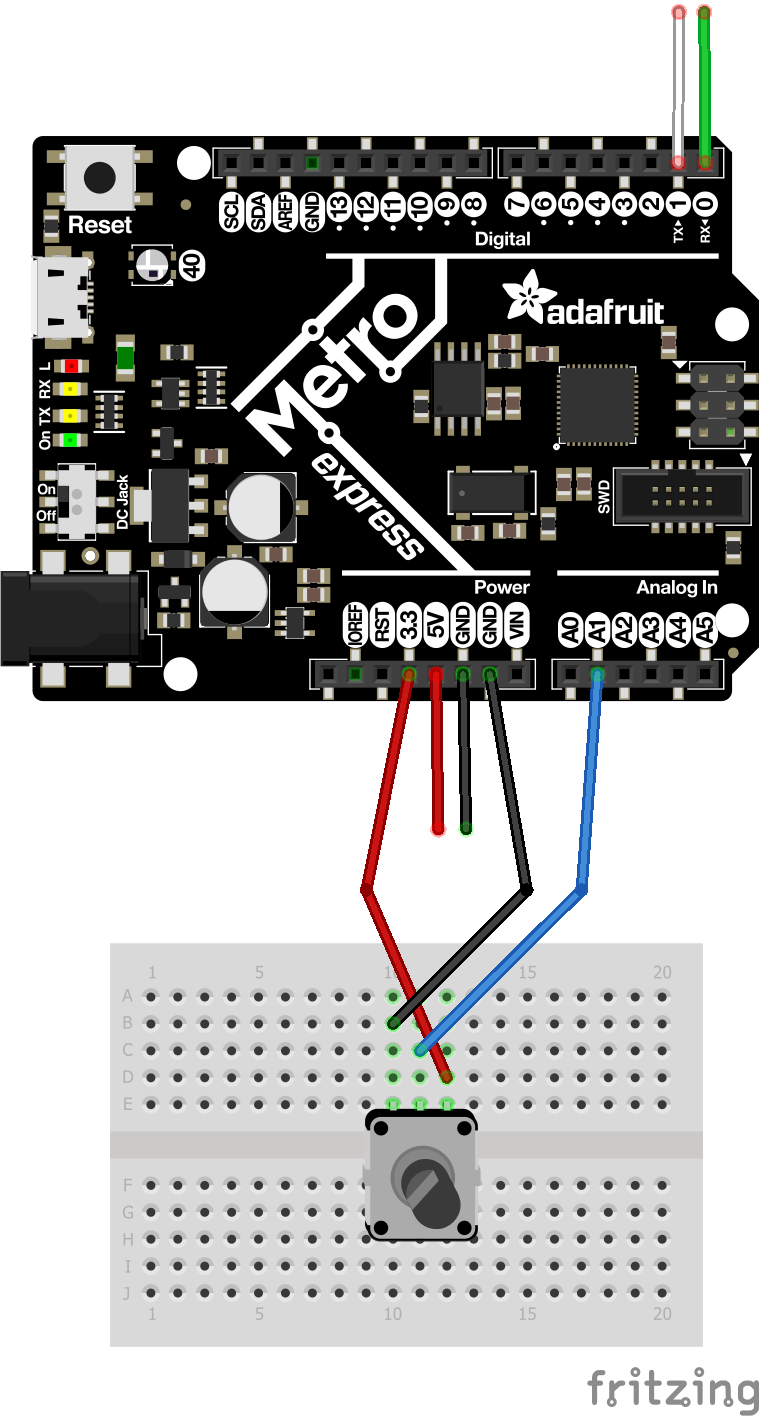 Reset
SCL SDA AREF GND 13 12 11 10 9 8 7 6 5 4 3 2 1 0
TX▸ RX◂
Digital
40
adafruit
Metro
express
L
RX
TX
On
On
Off
DC Jack
SWD
Power
Analog In
IOREF RST 3.3 5V GND GND VIN A0 A1 A2 A3 A4 A5
1 5 10 15 20
A
B
C
D
E
F
G
H
I
J
1 5 10 15 20
fritzing